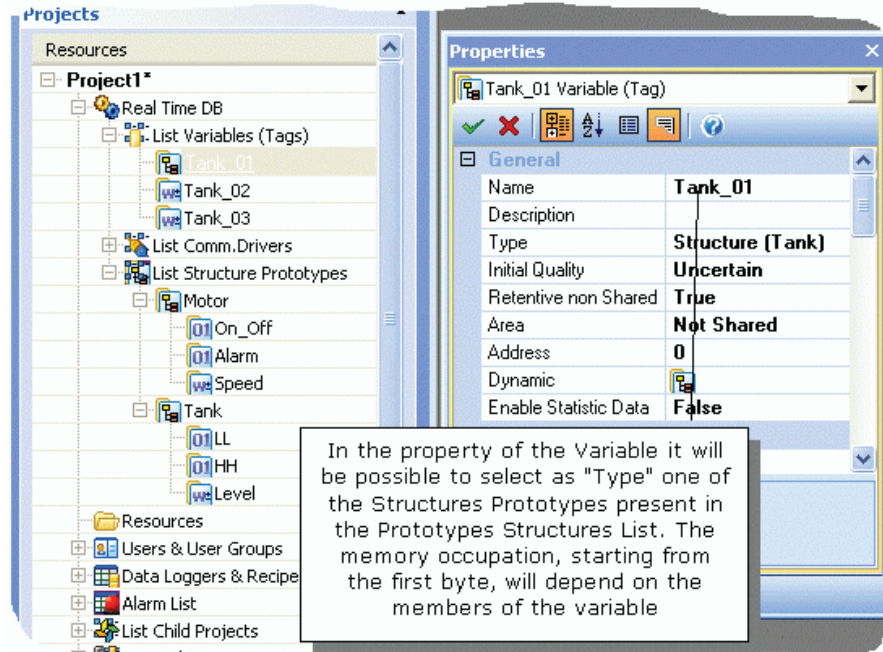 Projects
Resources
Project1*
Real Time DB
List Variables (Tags)
Tank_01
Tank_02
Tank_03
List Comm.Drivers
List Structure Prototypes
Motor
On_Off
Alarm
Speed
Tank
LL
HH
Level
Resources
Users & User Groups
Data Loggers & Recipe
Alarm List
List Child Projects
Properties
Tank_01 Variable (Tag)
General
Name Tank_01
Description
Type Structure (Tank)
Initial Quality Uncertain
Retentive non Shared True
Area Not Shared
Address 0
Dynamic
Enable Statistic Data False
In the property of the Variable it will
be possible to select as "Type" one of
the Structures Prototypes present in
the Prototypes Structures List. The
memory occupation, starting from
the first byte, will depend on the
members of the variable